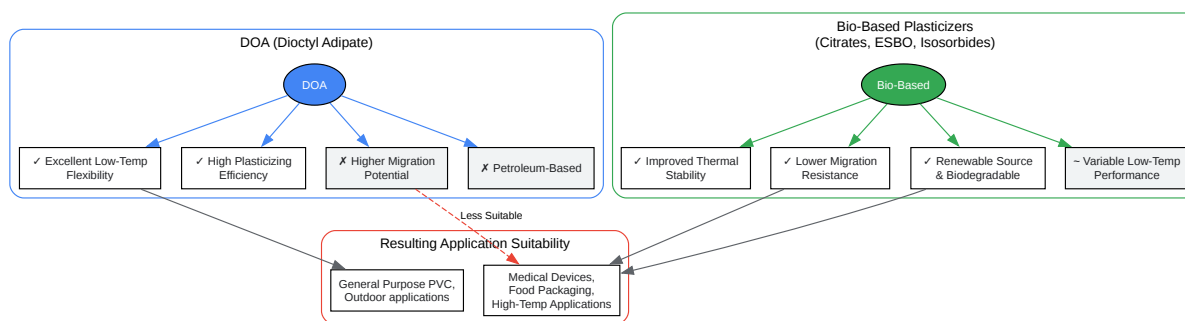 DOA (Dioctyl Adipate)
Bio-Based Plasticizers
(Citrates, ESBO, Isosorbides)
DOA
Bio-Based
✓ Excellent Low-Temp
Flexibility
✓ High Plasticizing
Efficiency
✗ Higher Migration
Potential
✗ Petroleum-Based
✓ Improved Thermal
Stability
✓ Lower Migration
Resistance
✓ Renewable Source
& Biodegradable
~ Variable Low-Temp
Performance
Less Suitable
Resulting Application Suitability
General Purpose PVC,
Outdoor applications
Medical Devices,
Food Packaging,
High-Temp Applications